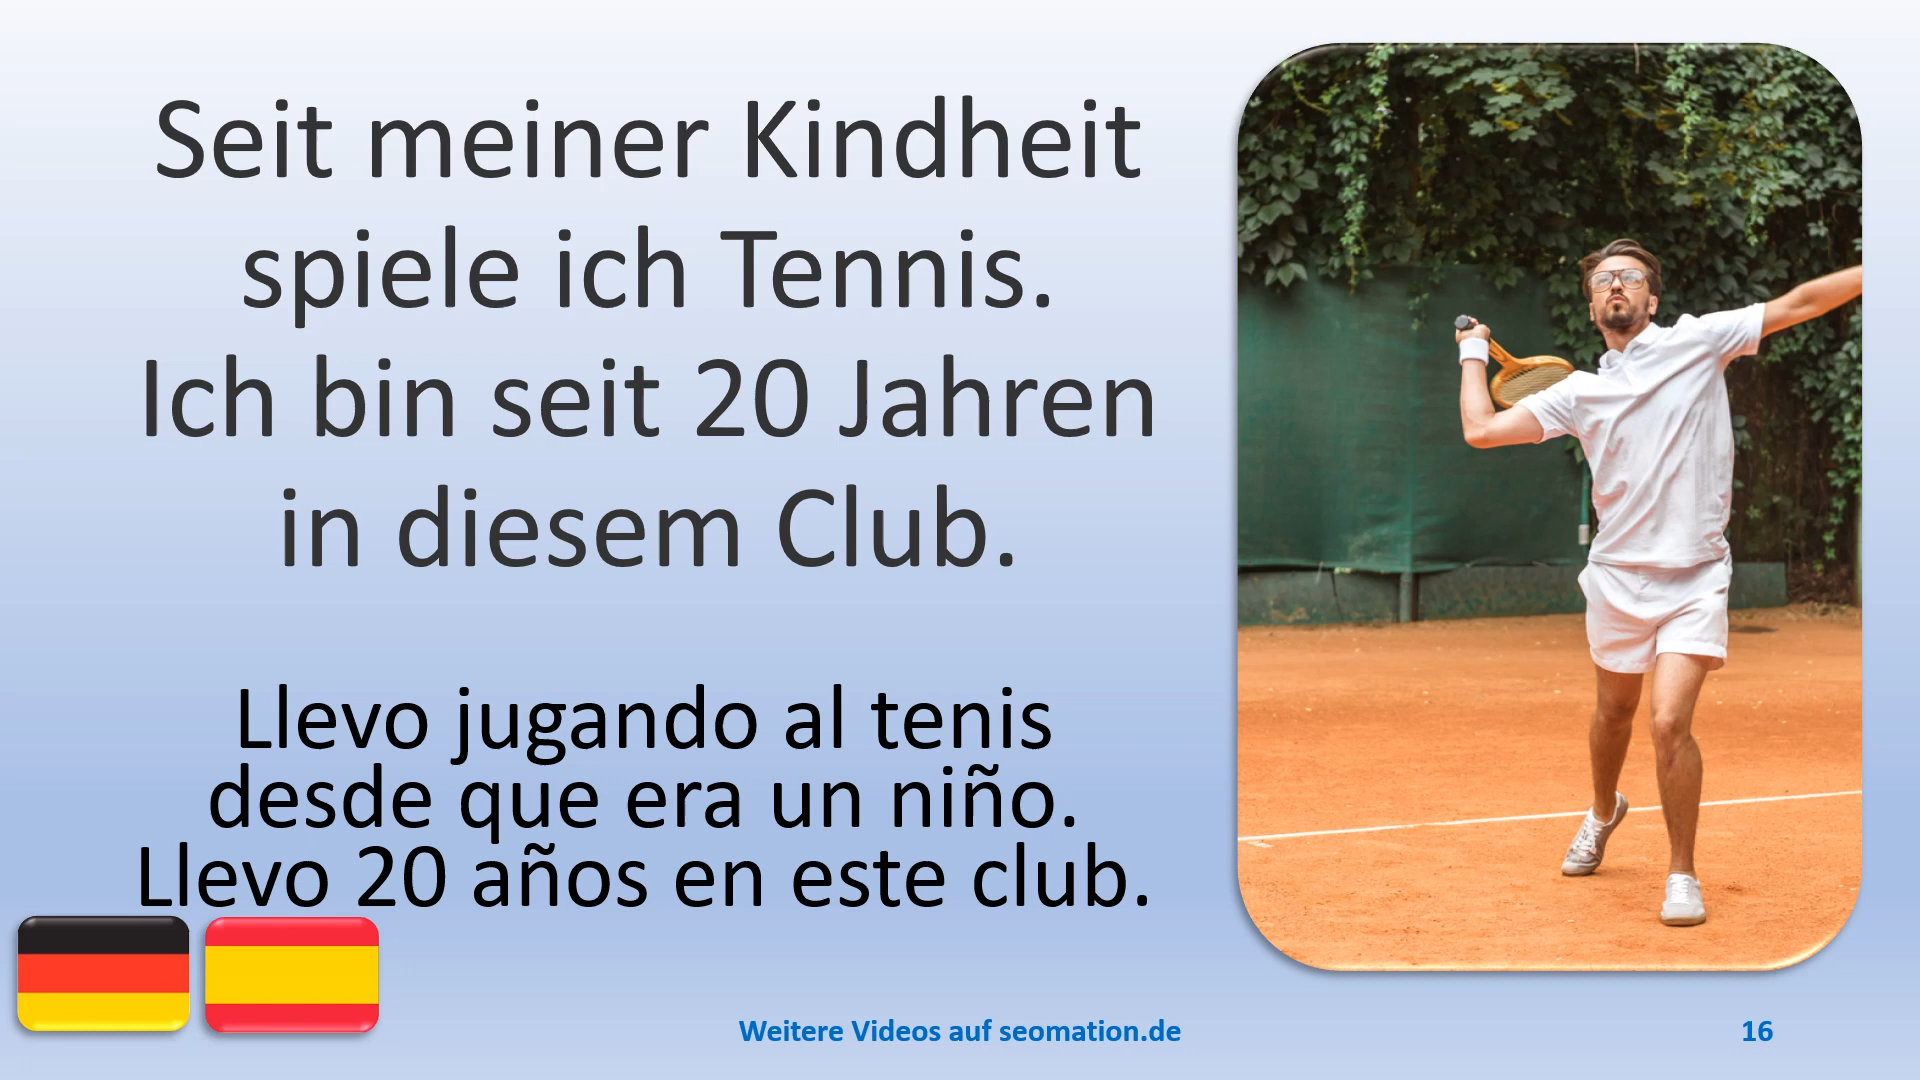 Seit meiner Kindheit
spiele ich Tennis.
Ich bin seit 20 Jahren
in diesem Club.
Llevo jugando al tenis
desde que era un niño.
Llevo 20 años en este club.
Weitere Videos auf seomation.de
16